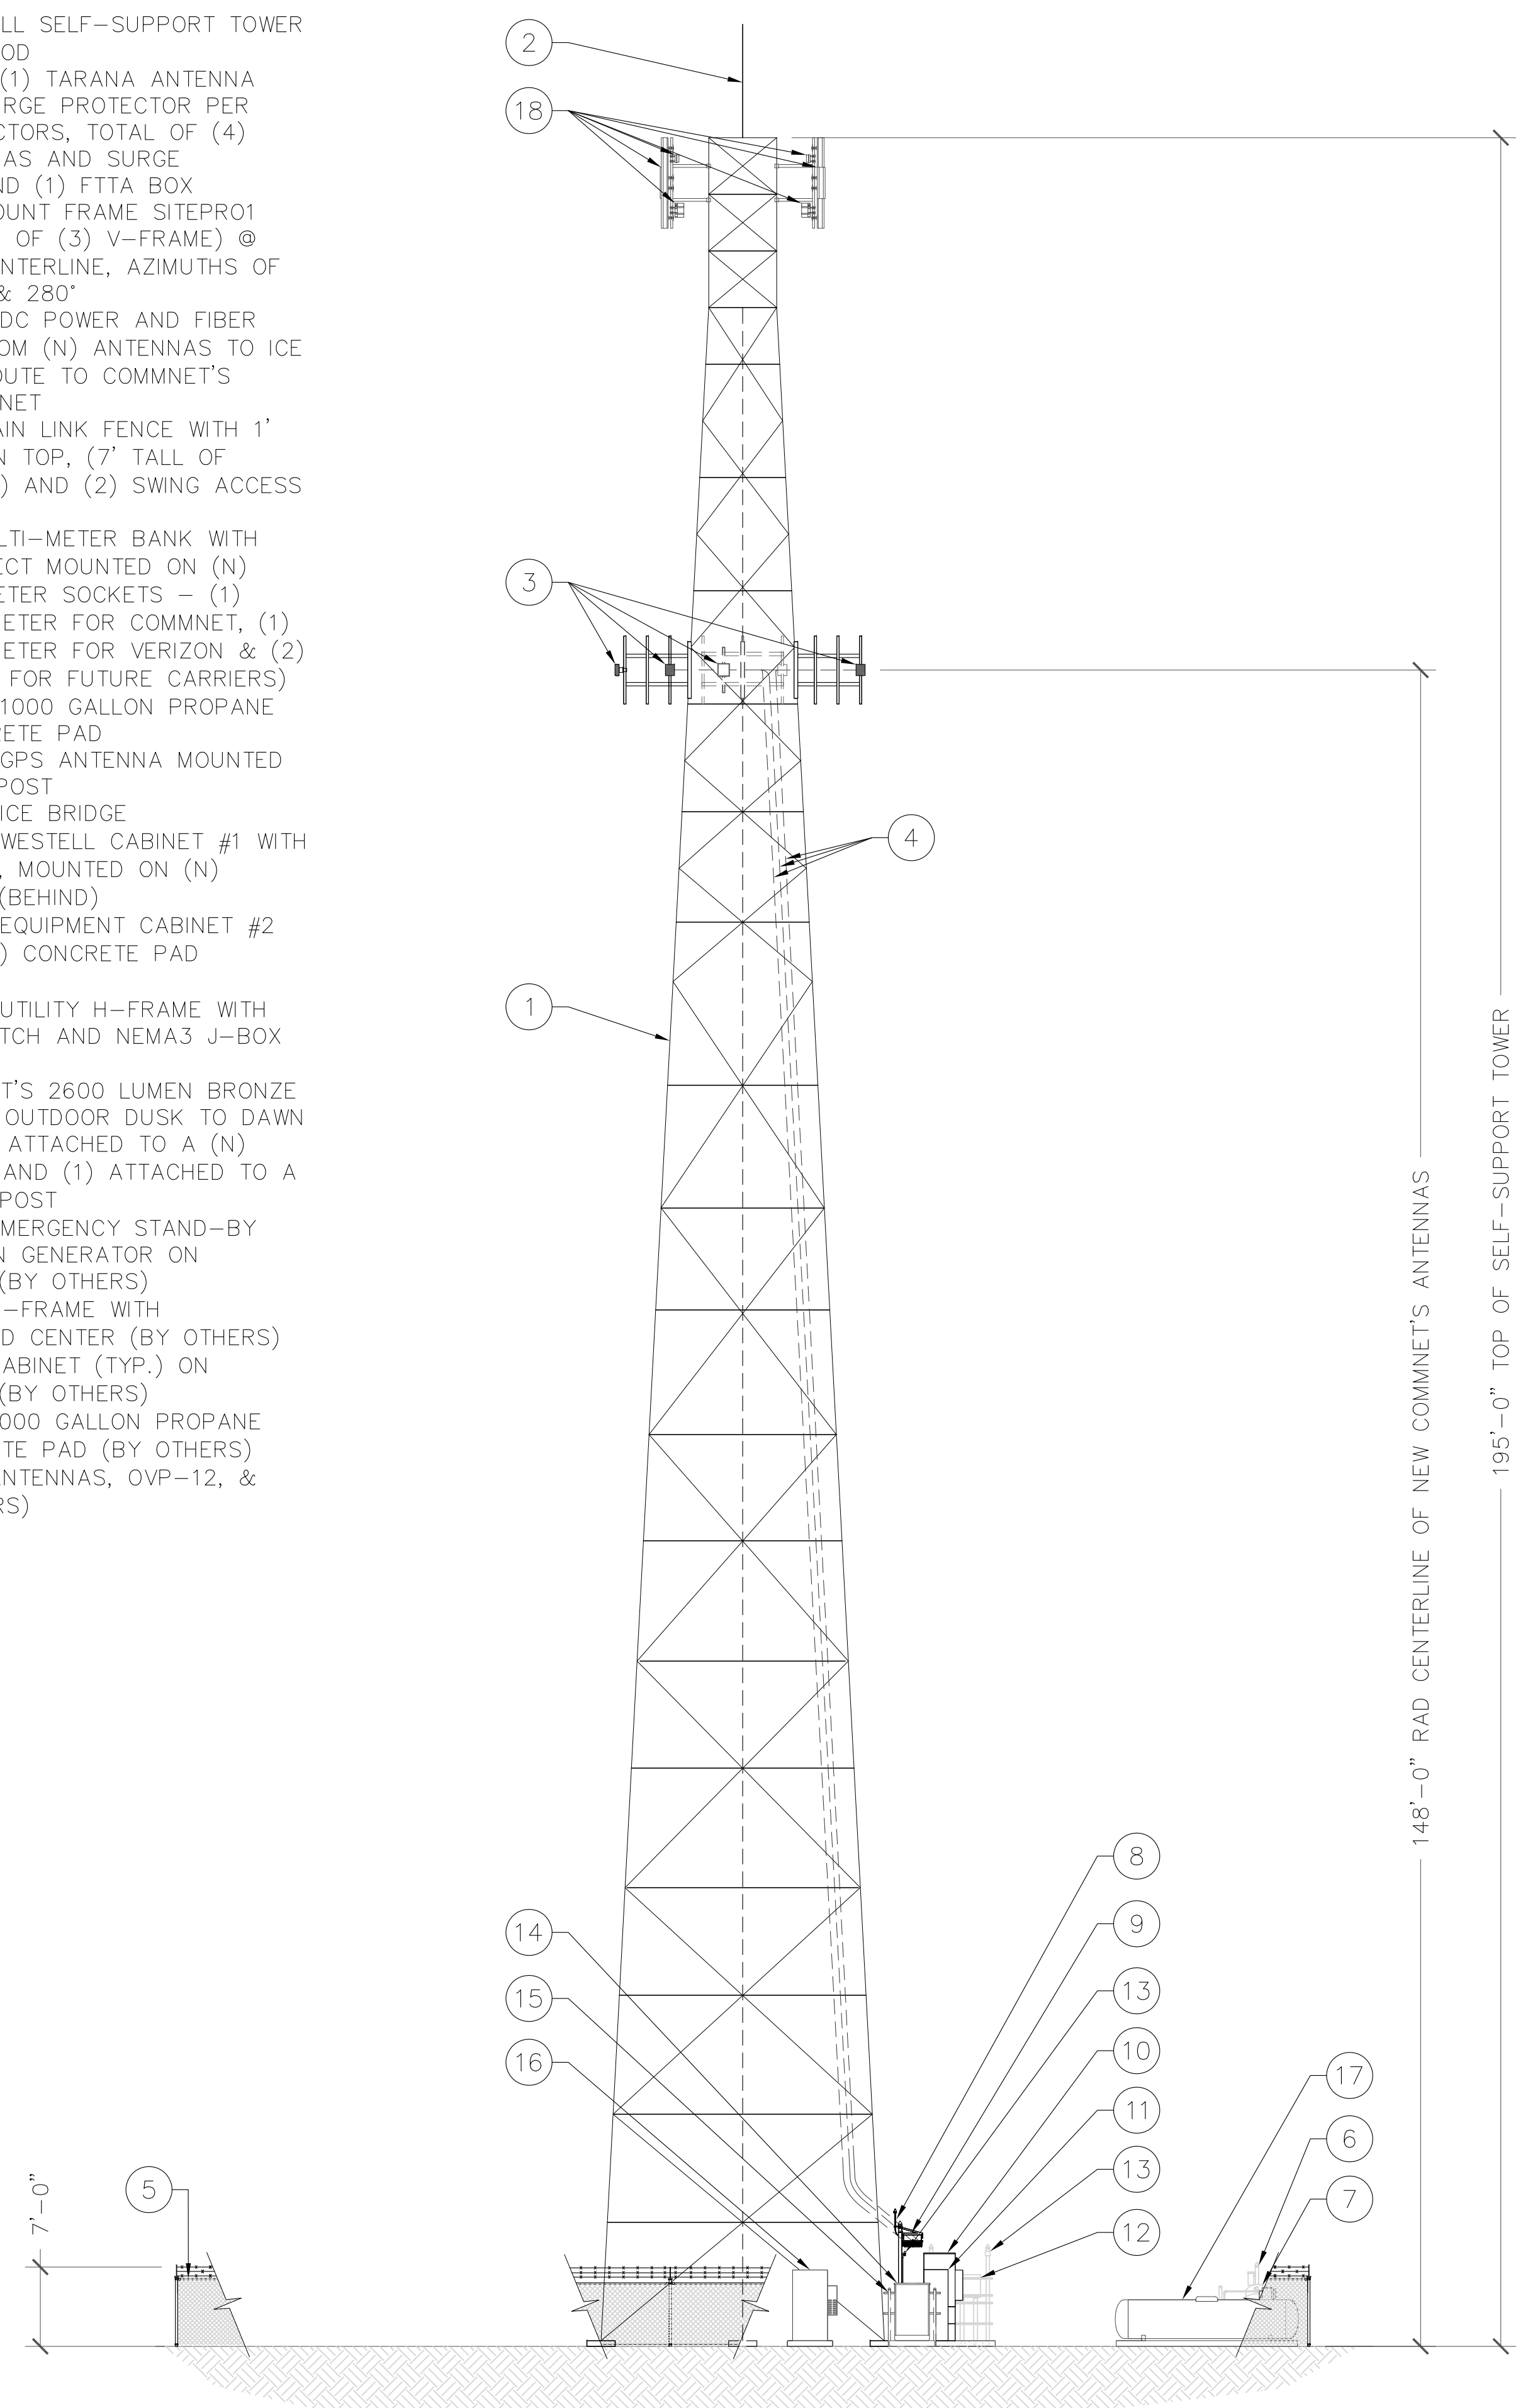 LL SELF-SUPPORT TOWER
OD
(1) TARANA ANTENNA
RGE PROTECTOR PER
CTORS, TOTAL OF (4)
AS AND SURGE
ND (1) FTTA BOX
OUNT FRAME SITEPRO1
OF (3) V-FRAME) @
NTERLINE, AZIMUTHS OF
& 280°
DC POWER AND FIBER
OM (N) ANTENNAS TO ICE
OUTE TO COMMNET'S
NET
AIN LINK FENCE WITH 1'
N TOP, (7' TALL OF
) AND (2) SWING ACCESS
LTI-METER BANK WITH
ECT MOUNTED ON (N)
ETER SOCKETS - (1)
ETER FOR COMMNET, (1)
ETER FOR VERIZON & (2)
FOR FUTURE CARRIERS)
1000 GALLON PROPANE
RETE PAD
GPS ANTENNA MOUNTED
POST
ICE BRIDGE
WESTELL CABINET #1 WITH
, MOUNTED ON (N)
(BEHIND)
EQUIPMENT CABINET #2
) CONCRETE PAD
UTILITY H-FRAME WITH
TCH AND NEMA3 J-BOX
T'S 2600 LUMEN BRONZE
OUTDOOR DUSK TO DAWN
ATTACHED TO A (N)
AND (1) ATTACHED TO A
POST
MERGENCY STAND-BY
N GENERATOR ON
(BY OTHERS)
-FRAME WITH
D CENTER (BY OTHERS)
ABINET (TYP.) ON
(BY OTHERS)
000 GALLON PROPANE
TE PAD (BY OTHERS)
NTENNAS, OVP-12, &
RS)
2
18
3
4
1
8
9
14
13
15
10
16
17
11
6
13
5
7
12
7'-0"
148'-0" RAD CENTERLINE OF NEW COMMNET'S ANTENNAS
195'-0" TOP OF SELF-SUPPORT TOWER